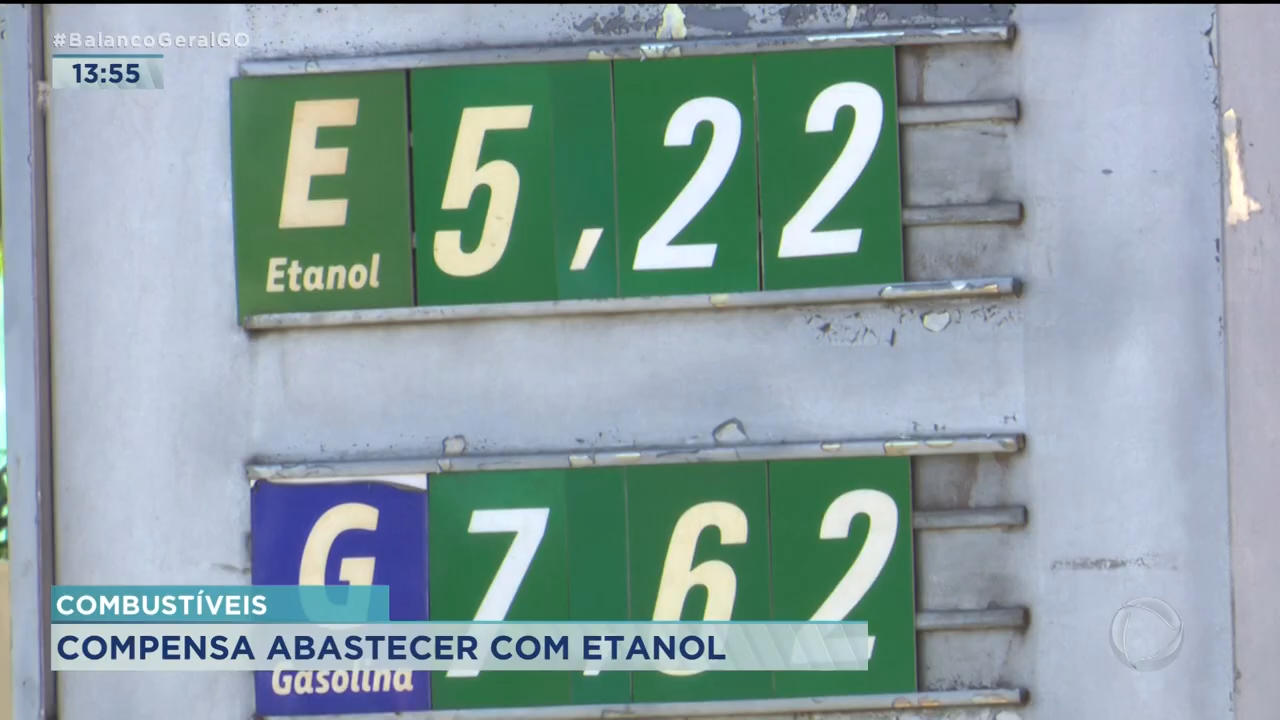 #BalancoGeralGO
13:55
E 5,22
Etanol
G 7,62
COMBUSTÍVEIS
COMPENSA ABASTECER COM ETANOL
Gasolina